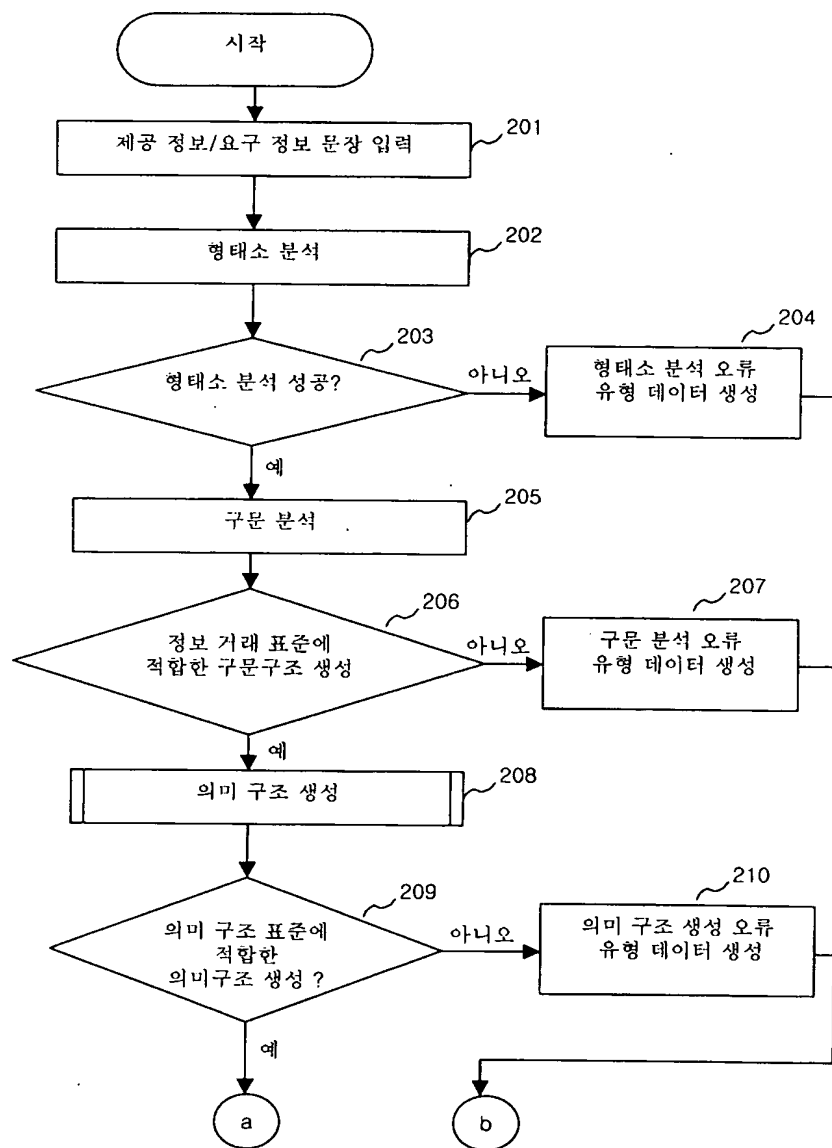 시작
제공 정보/요구 정보 문장 입력
201
형태소 분석
202
형태소 분석 성공?
203
아니오
형태소 분석 오류
유형 데이터 생성
204
예
구문 분석
205
정보 거래 표준에
적합한 구문구조 생성
206
아니오
구문 분석 오류
유형 데이터 생성
207
예
의미 구조 생성
208
의미 구조 표준에
적합한
의미구조 생성 ?
209
아니오
의미 구조 생성 오류
유형 데이터 생성
210
예
a
b